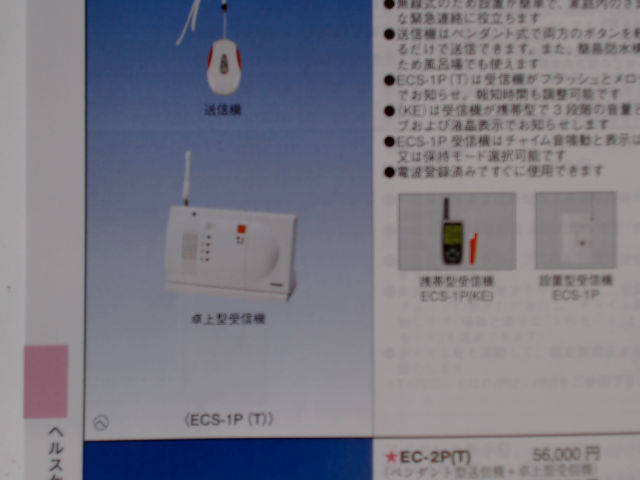 ●無線式のため設置が簡単で、家庭内の
な緊急連絡に役立ちます
●送信機はペンダント式で両方のボタンを
るだけで送信できます。また、簡易防水
ため風呂場でも使えます
●ECS-1P(T)は受信機がフラッシュとメロ
でお知らせ。報知時間も調整可能です
●(KE)は受信機が携帯型で3段階の音量と
ブおよび液晶表示でお知らせします
●ECS-1P 受信機はチャイム音鳴動と表示は
又は保持モード選択可能です
●電波登録済みですぐに使用できます
送信機
携帯型受信機
ECS-1P(KE)
設置型受信機
ECS-1P
卓上型受信機
〈ECS-1P (T)〉
ヘ
ヘルスケ
★EC-2P(T) 56,000 円
(ペンダント型送信機+卓上型受信機)